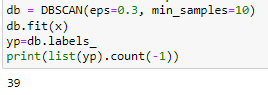 db = DBSCAN(eps=0.3, min_samples=10)
db.fit(x)
yp=db.labels_
print(list(yp).count(-1))
39